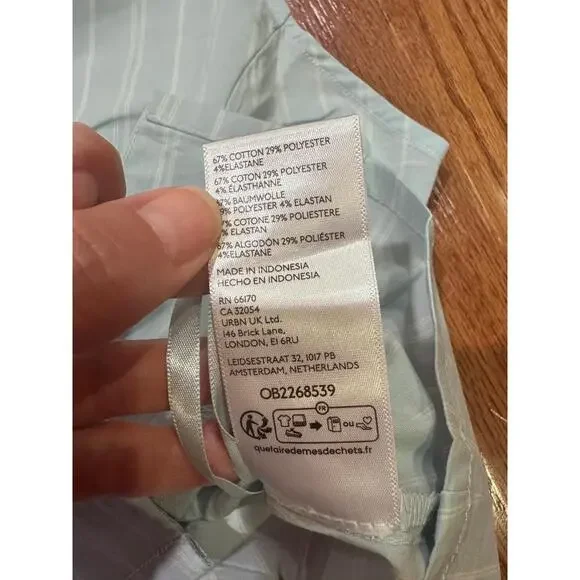 67% COTTON 29% POLYESTER
4%ELASTANE
67% COTON 29% POLYESTER
4% ÉLASTHANNE
67% BAUMWOLLE
29% POLYESTER 4% ELASTAN
67% COTONE 29% POLIESTERE
4% ELASTAN
67% ALGODÓN 29% POLIÉSTER
4%ELASTANE
MADE IN INDONESIA
HECHO EN INDONESIA
RN 66170
CA 32054
URBN UK Ltd.
146 Brick Lane,
LONDON, E1 6RU
LEIDSESTRAAT 32, 1017 PB
AMSTERDAM, NETHERLANDS
OB2268539
FR
OU
quefairedemesdechets.fr